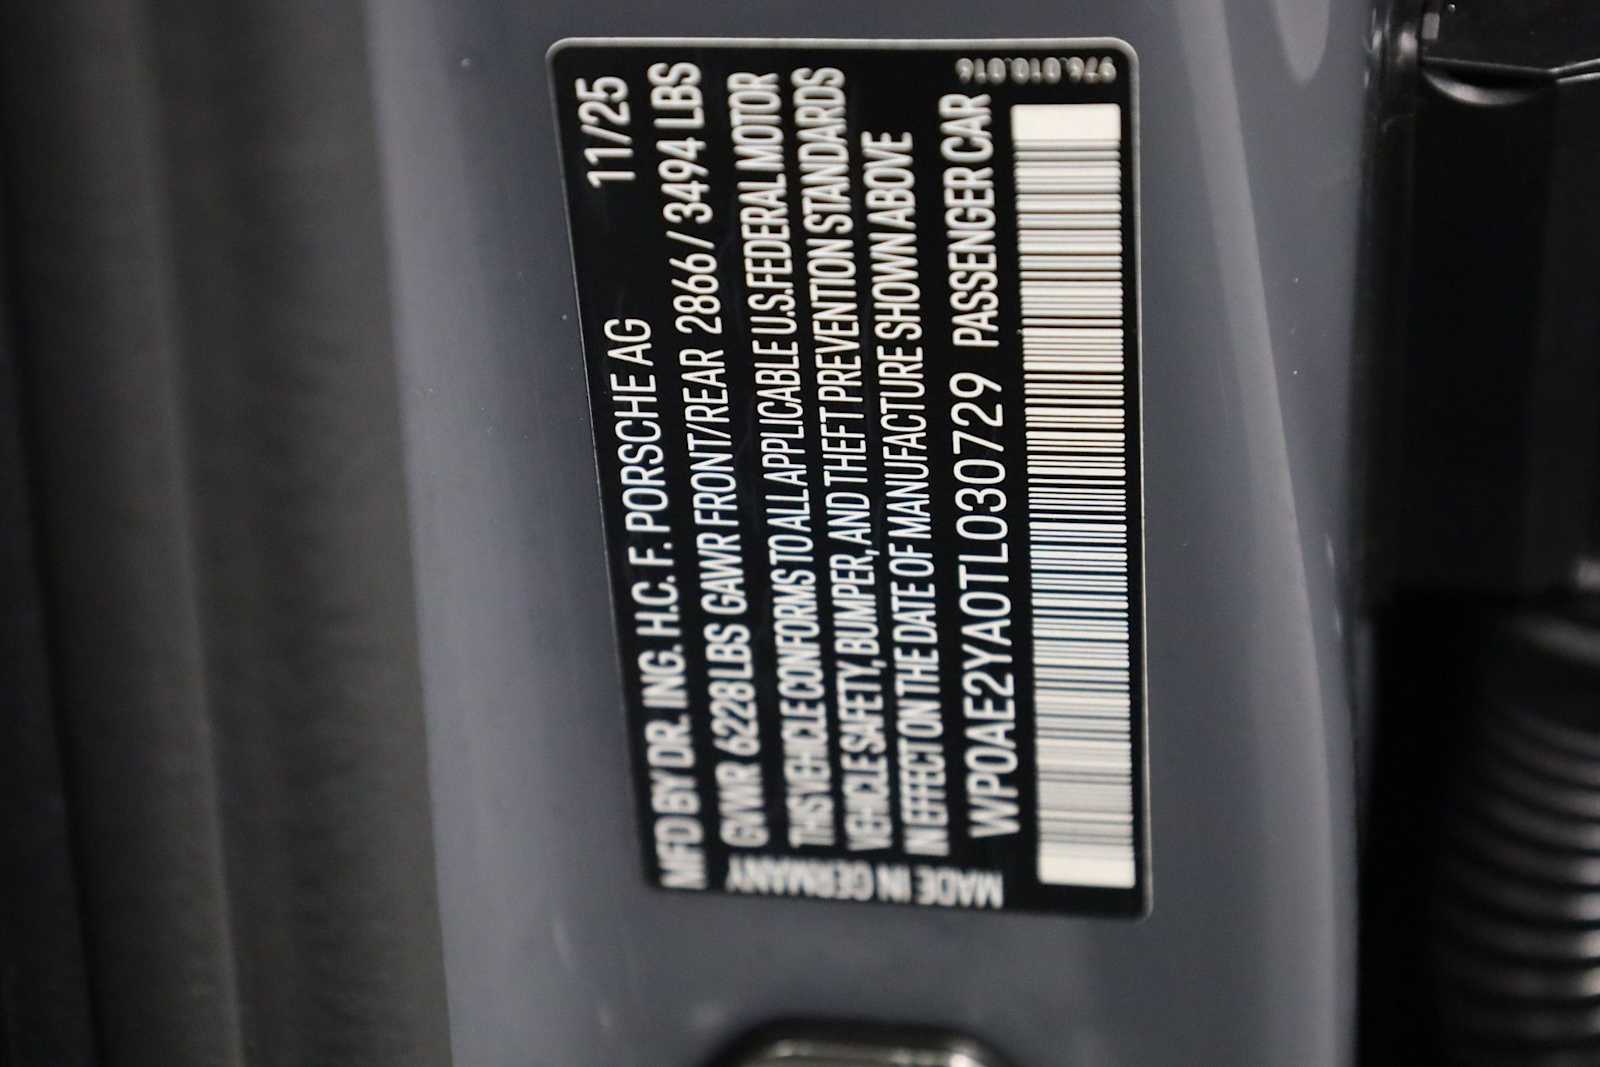 MFD BY DR. ING. H.C. F. PORSCHE AG 11/25
GVWR 6228LBS GAWR FRONT/REAR 2866/3494 LBS
THIS VEHICLE CONFORMS TO ALL APPLICABLE U.S.FEDERAL MOTOR
VEHICLE SAFETY, BUMPER, AND THEFT PREVENTION STANDARDS
IN EFFECT ON THE DATE OF MANUFACTURE SHOWN ABOVE
WP0AE2YA0TL030729 PASSENGER CAR
MADE IN GERMANY
976.010.016